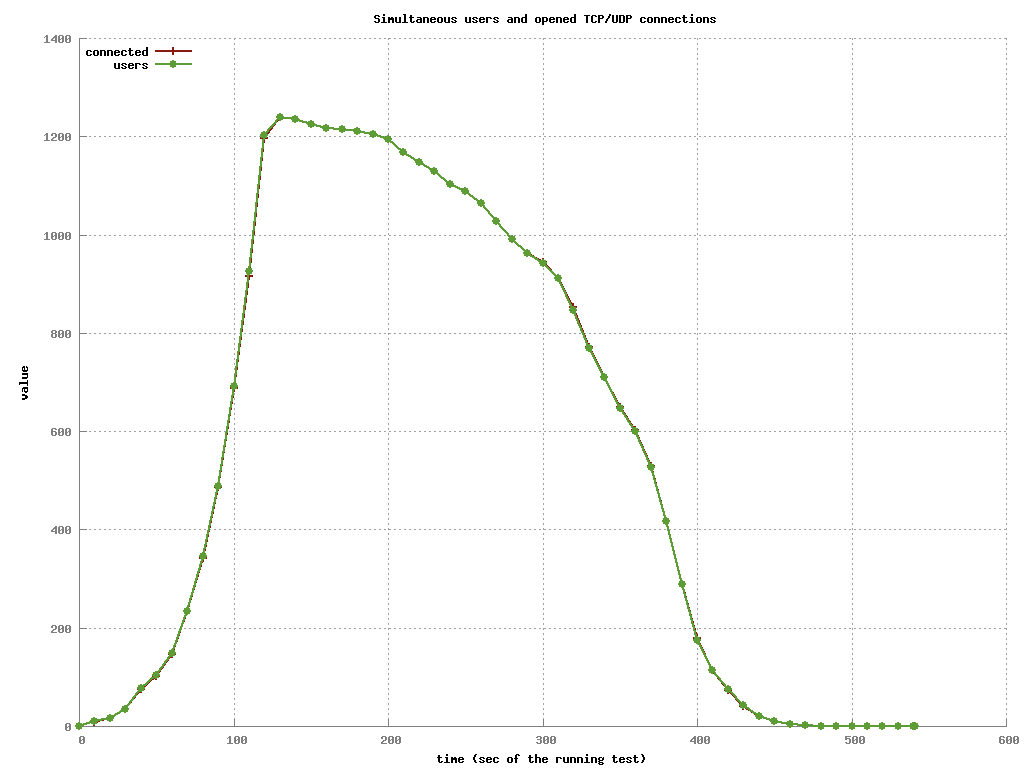 Simultaneous users and opened TCP/UDP connections
1400
connected
users
1200
1000
800
value
600
400
200
0
0 100 200 300 400 500 600
time (sec of the running test)